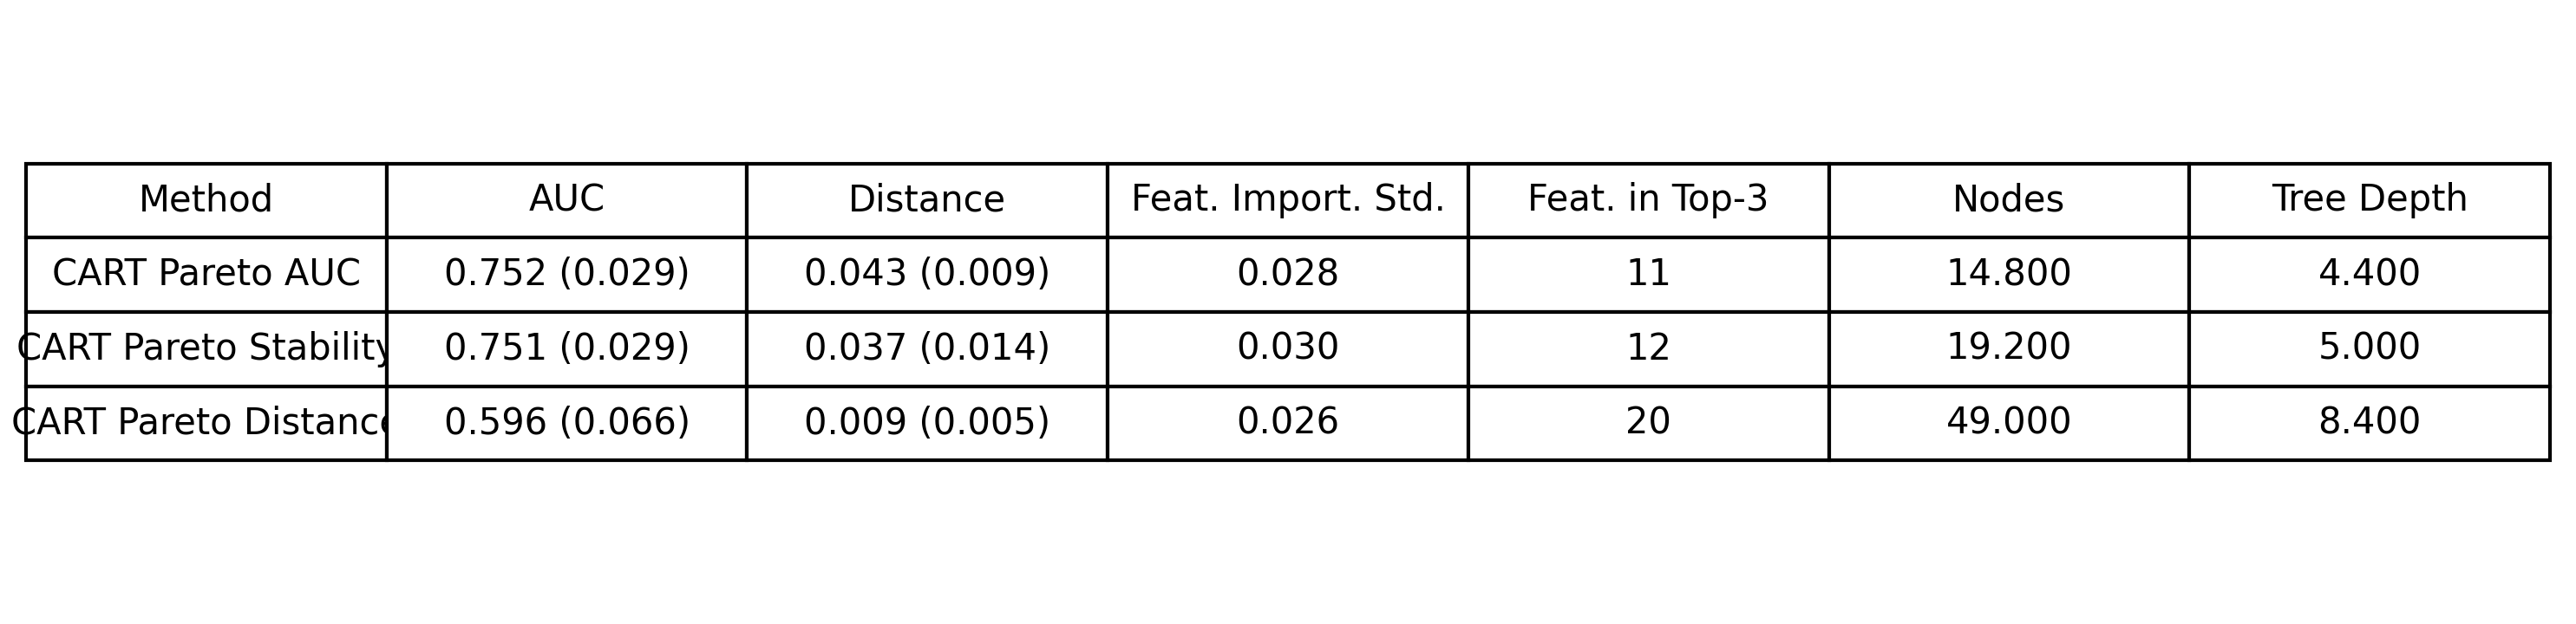 Method AUC Distance Feat. Import. Std. Feat. in Top-3 Nodes Tree Depth
CART Pareto AUC 0.752 (0.029) 0.043 (0.009) 0.028 11 14.800 4.400
CART Pareto Stability 0.751 (0.029) 0.037 (0.014) 0.030 12 19.200 5.000
CART Pareto Distance 0.596 (0.066) 0.009 (0.005) 0.026 20 49.000 8.400